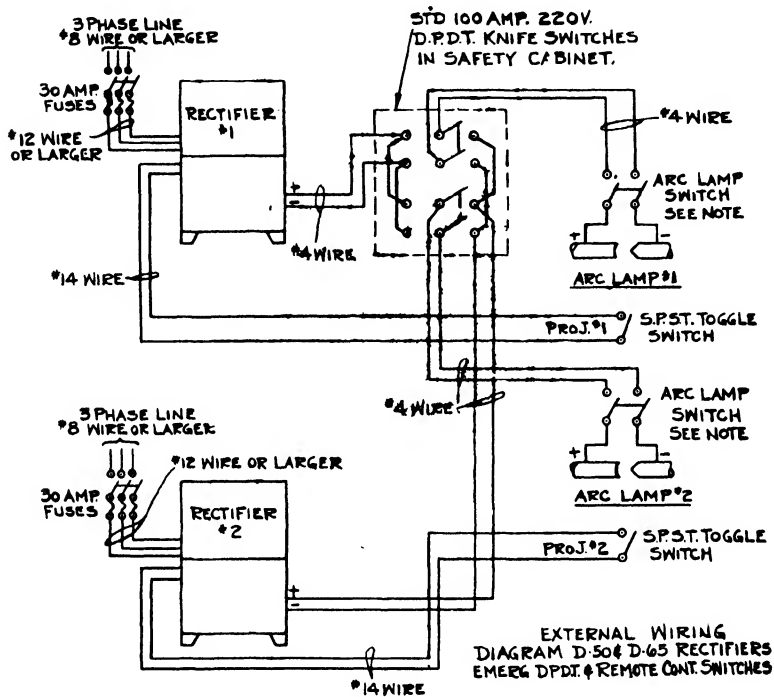 3 PHASE LINE
#8 WIRE OR LARGER
30 AMP.
FUSES
#12 WIRE
OR LARGER
RECTIFIER
#1
+
-
#4 WIRE
#14 WIRE
STD 100 AMP. 220V.
D.P.D.T. KNIFE SWITCHES
IN SAFETY CABINET.
#4 WIRE
ARC LAMP
SWITCH
SEE NOTE
+ -
ARC LAMP #1
PROJ. #1
S.P.S.T. TOGGLE
SWITCH
#4 WIRE
ARC LAMP
SWITCH
SEE NOTE
+ -
ARC LAMP #2
3 PHASE LINE
#8 WIRE OR LARGER
#12 WIRE OR LARGER
30 AMP.
FUSES
RECTIFIER
#2
+
-
PROJ. #2
S.P.S.T. TOGGLE
SWITCH
#14 WIRE
EXTERNAL WIRING
DIAGRAM D-50 & D-65 RECTIFIERS
EMERG DPDT. & REMOTE CONT. SWITCHES